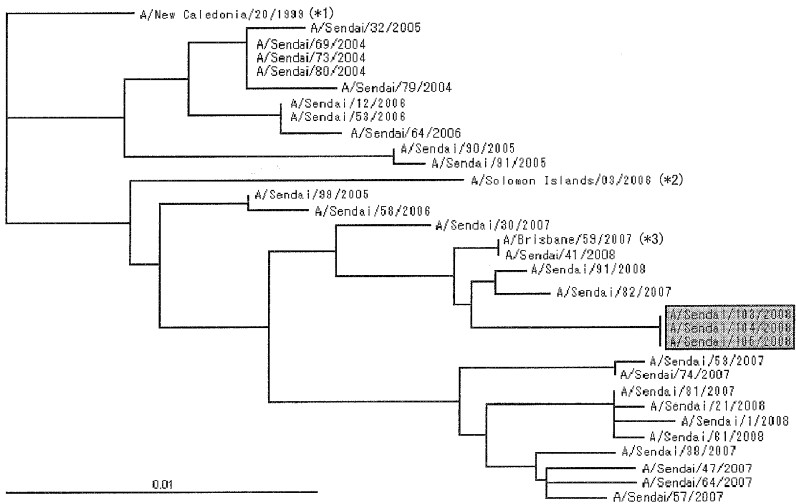 A/New Caledonia/20/1999 (*1)
A/Sendai/32/2005
A/Sendai/69/2004
A/Sendai/73/2004
A/Sendai/80/2004
A/Sendai/79/2004
A/Sendai/12/2006
A/Sendai/53/2006
A/Sendai/64/2006
A/Sendai/90/2005
A/Sendai/91/2005
A/Solomon Islands/03/2006 (*2)
A/Sendai/98/2005
A/Sendai/58/2006
A/Sendai/30/2007
A/Brisbane/59/2007 (*3)
A/Sendai/41/2008
A/Sendai/91/2008
A/Sendai/82/2007
A/Sendai/103/2008
A/Sendai/104/2008
A/Sendai/105/2008
A/Sendai/53/2007
A/Sendai/74/2007
A/Sendai/81/2007
A/Sendai/21/2008
A/Sendai/1/2008
A/Sendai/61/2008
A/Sendai/38/2007
A/Sendai/47/2007
A/Sendai/64/2007
A/Sendai/57/2007
0.01